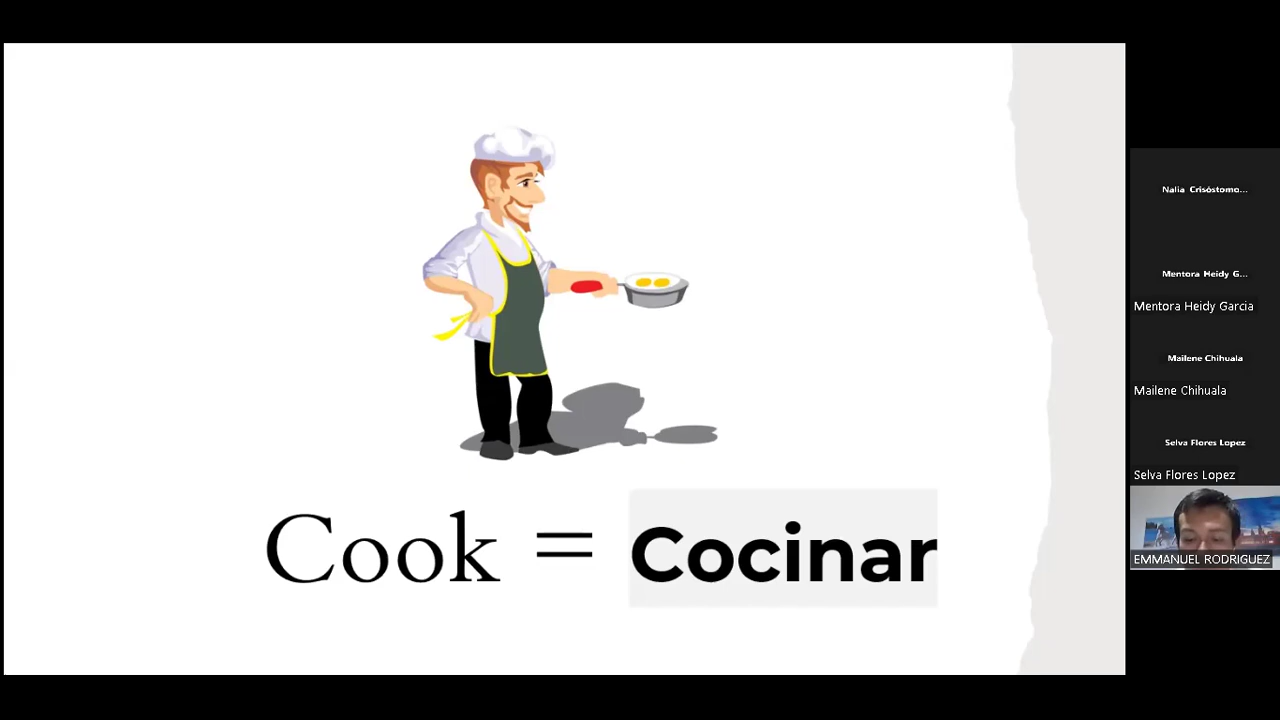 Cook = Cocinar
Nalia Crisóstomo...
Mentora Heidy G...
Mentora Heidy Garcia
Mailene Chihuala
Mailene Chihuala
Selva Flores Lopez
Selva Flores Lopez
EMMANUEL RODRIGUEZ